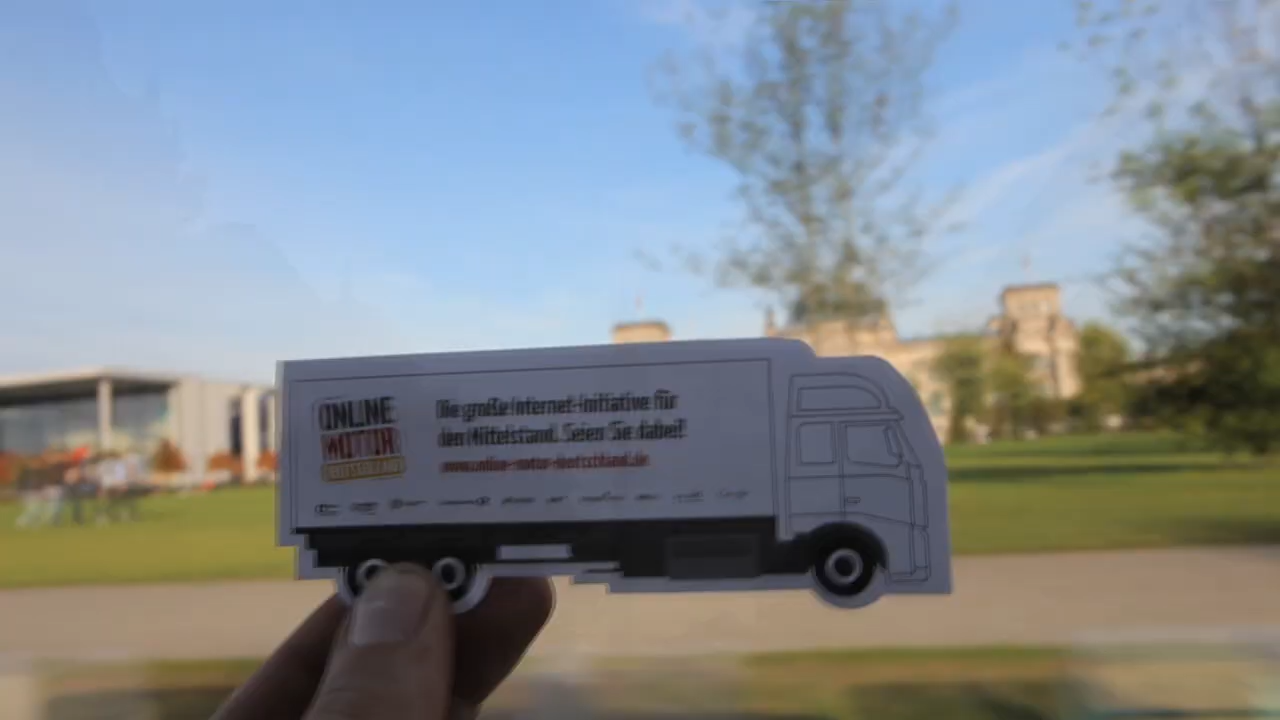 ONLINE
MOTOR
DEUTSCHLAND
Die große Internet-Initiative für
den Mittelstand. Seien Sie dabei!
www.online-motor-deutschland.de